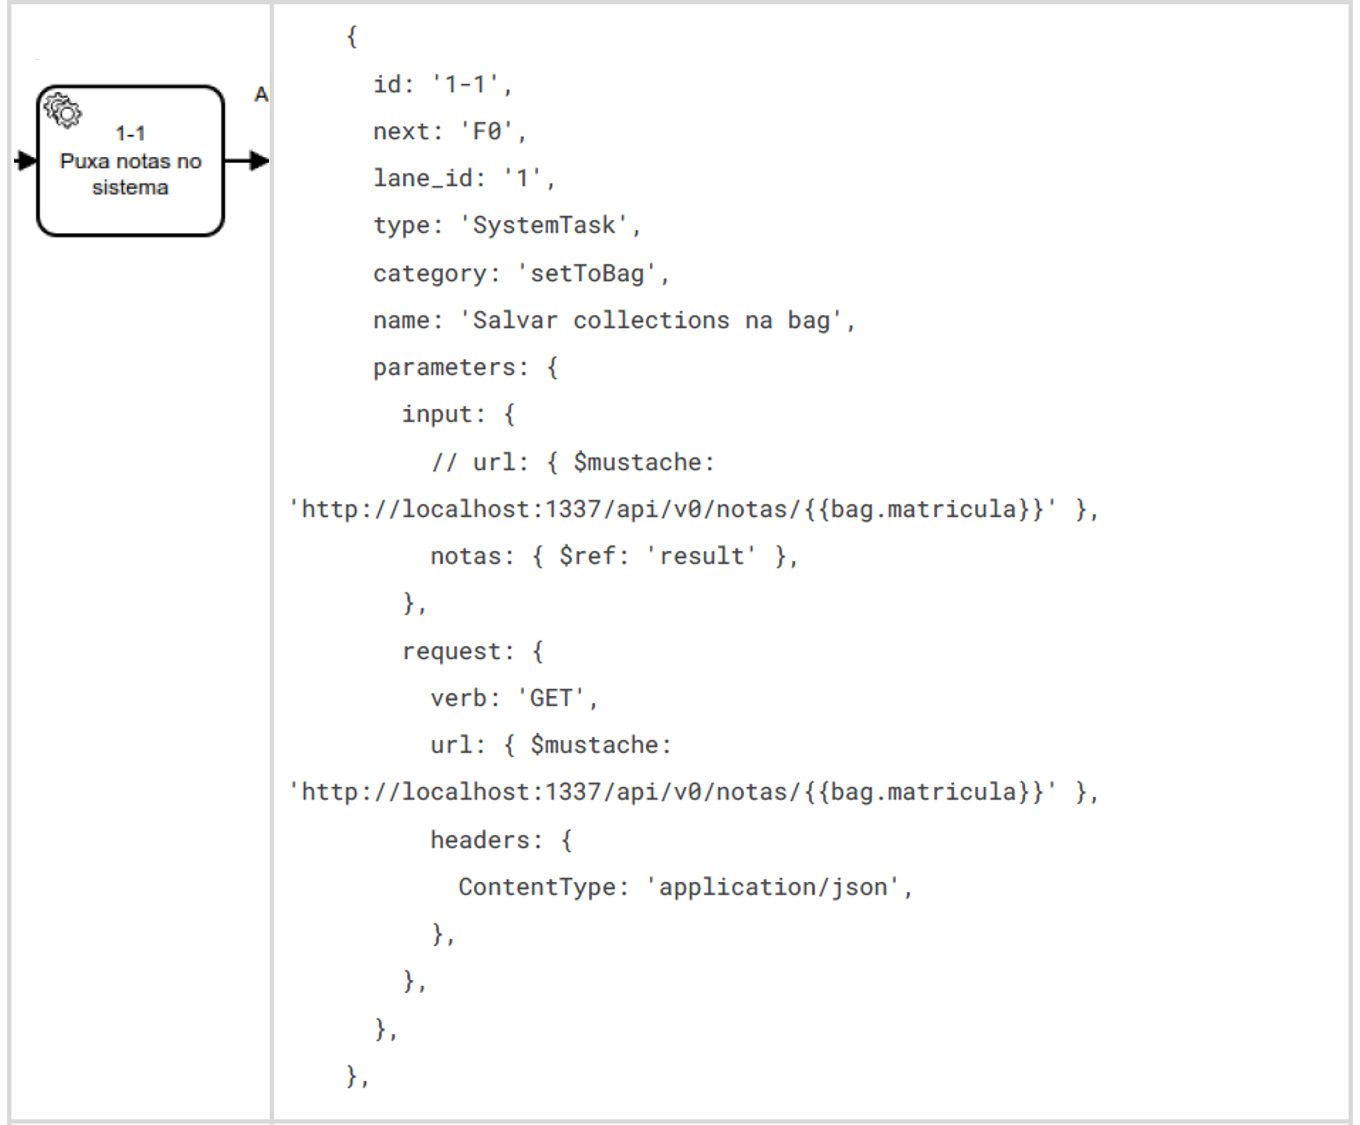 A
1-1
Puxa notas no
sistema
{
id: '1-1',
next: 'F0',
lane_id: '1',
type: 'SystemTask',
category: 'setToBag',
name: 'Salvar collections na bag',
parameters: {
input: {
// url: { $mustache:
'http://localhost:1337/api/v0/notas/{{bag.matricula}}' },
notas: { $ref: 'result' },
},
request: {
verb: 'GET',
url: { $mustache:
'http://localhost:1337/api/v0/notas/{{bag.matricula}}' },
headers: {
ContentType: 'application/json',
},
},
},
},